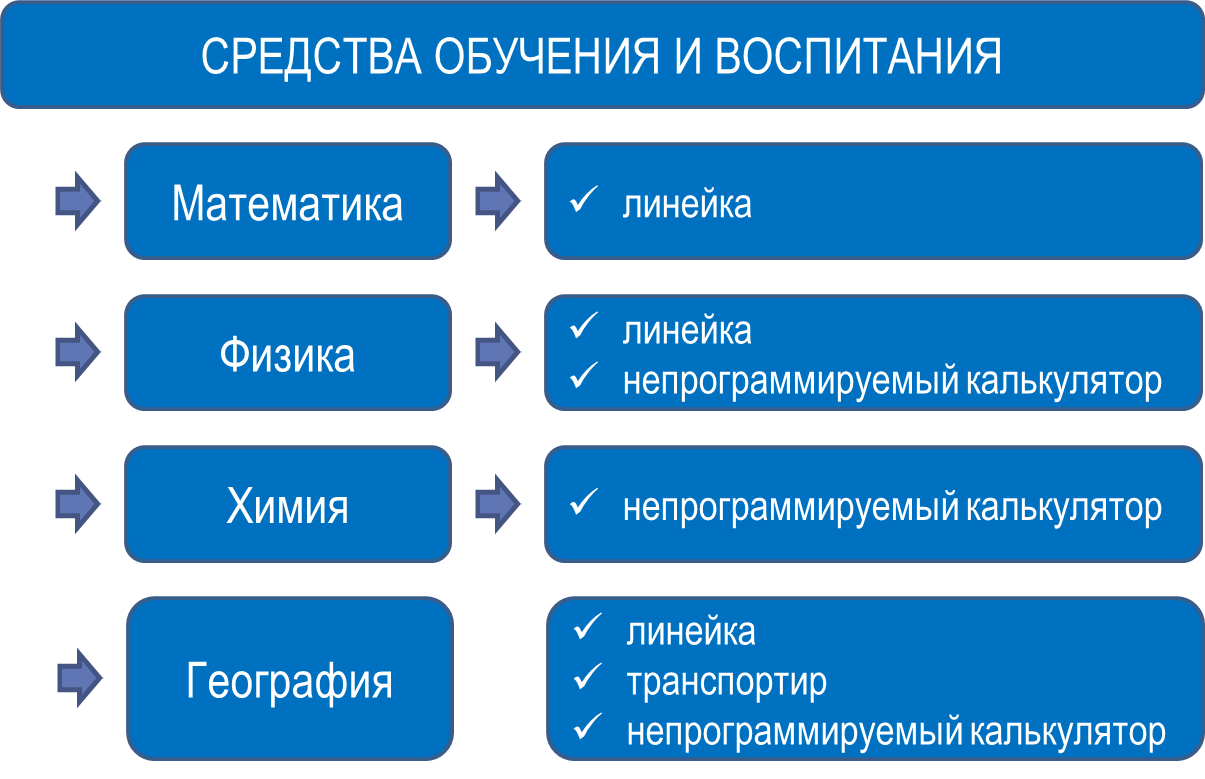 СРЕДСТВА ОБУЧЕНИЯ И ВОСПИТАНИЯ
Математика
✓ линейка
Физика
✓ линейка
✓ непрограммируемый калькулятор
Химия
✓ непрограммируемый калькулятор
География
✓ линейка
✓ транспортир
✓ непрограммируемый калькулятор